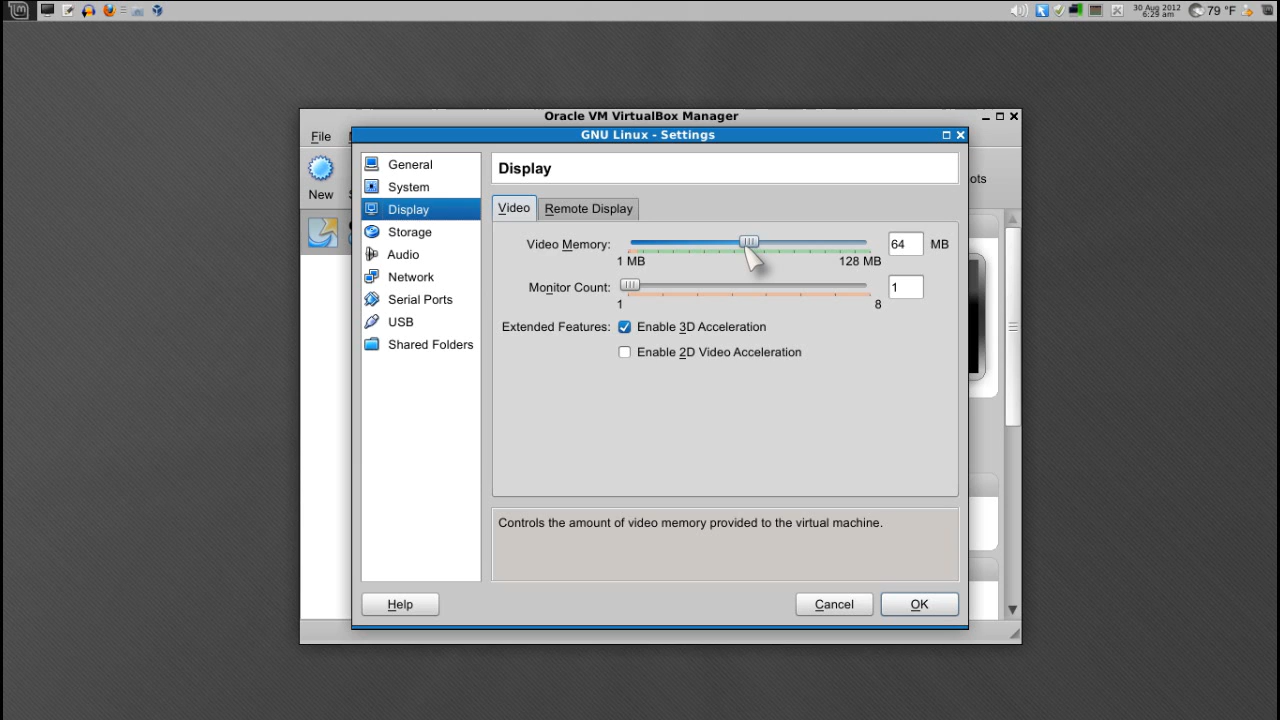 30 Aug 2012
6:29 am
79 °F
Oracle VM VirtualBox Manager
File
GNU Linux - Settings
New
ots
General
System
Display
Storage
Audio
Network
Serial Ports
USB
Shared Folders
Display
Video
Remote Display
Video Memory:
64
MB
1 MB
128 MB
Monitor Count:
1
1
8
Extended Features:
Enable 3D Acceleration
Enable 2D Video Acceleration
Controls the amount of video memory provided to the virtual machine.
Help
Cancel
OK